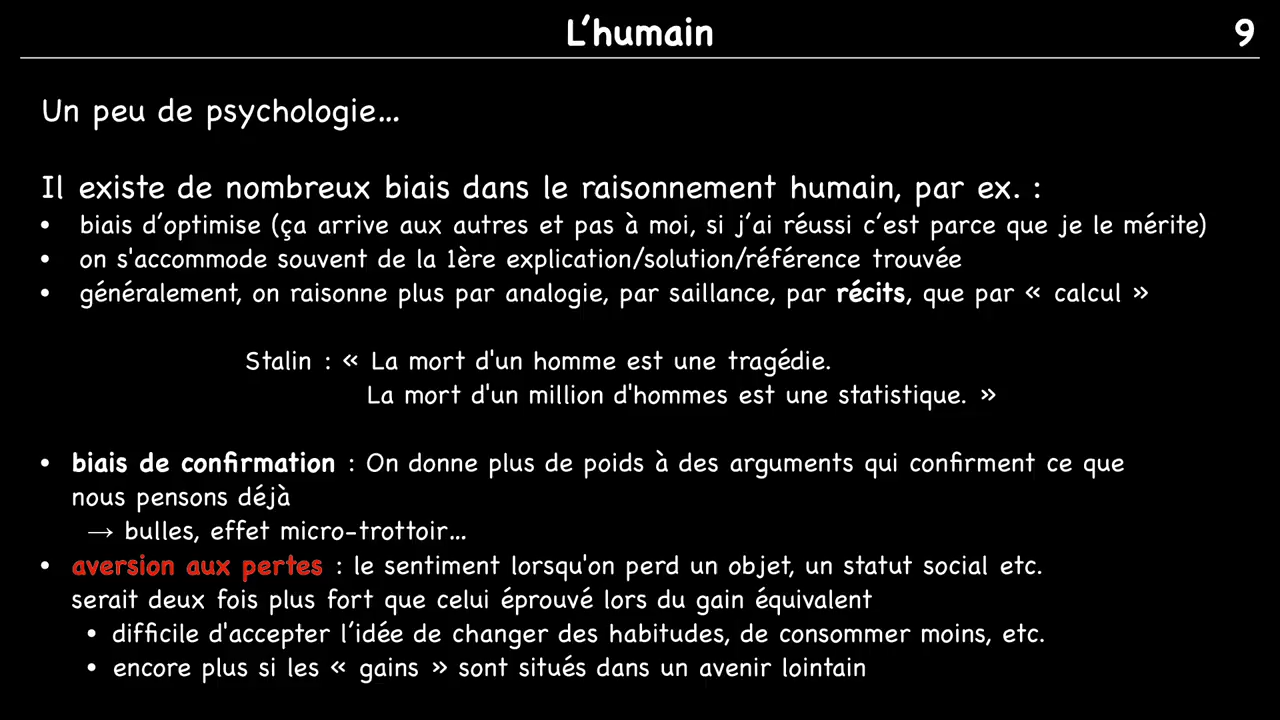 L'humain
9
Un peu de psychologie...
Il existe de nombreux biais dans le raisonnement humain, par ex. :
• biais d'optimise (ça arrive aux autres et pas à moi, si j'ai réussi c'est parce que je le mérite)
• on s'accommode souvent de la 1ère explication/solution/référence trouvée
• généralement, on raisonne plus par analogie, par saillance, par récits, que par « calcul »
Stalin : « La mort d'un homme est une tragédie.
La mort d'un million d'hommes est une statistique. »
• biais de confirmation : On donne plus de poids à des arguments qui confirment ce que
nous pensons déjà
→ bulles, effet micro-trottoir...
• aversion aux pertes : le sentiment lorsqu'on perd un objet, un statut social etc.
serait deux fois plus fort que celui éprouvé lors du gain équivalent
• difficile d'accepter l'idée de changer des habitudes, de consommer moins, etc.
• encore plus si les « gains » sont situés dans un avenir lointain